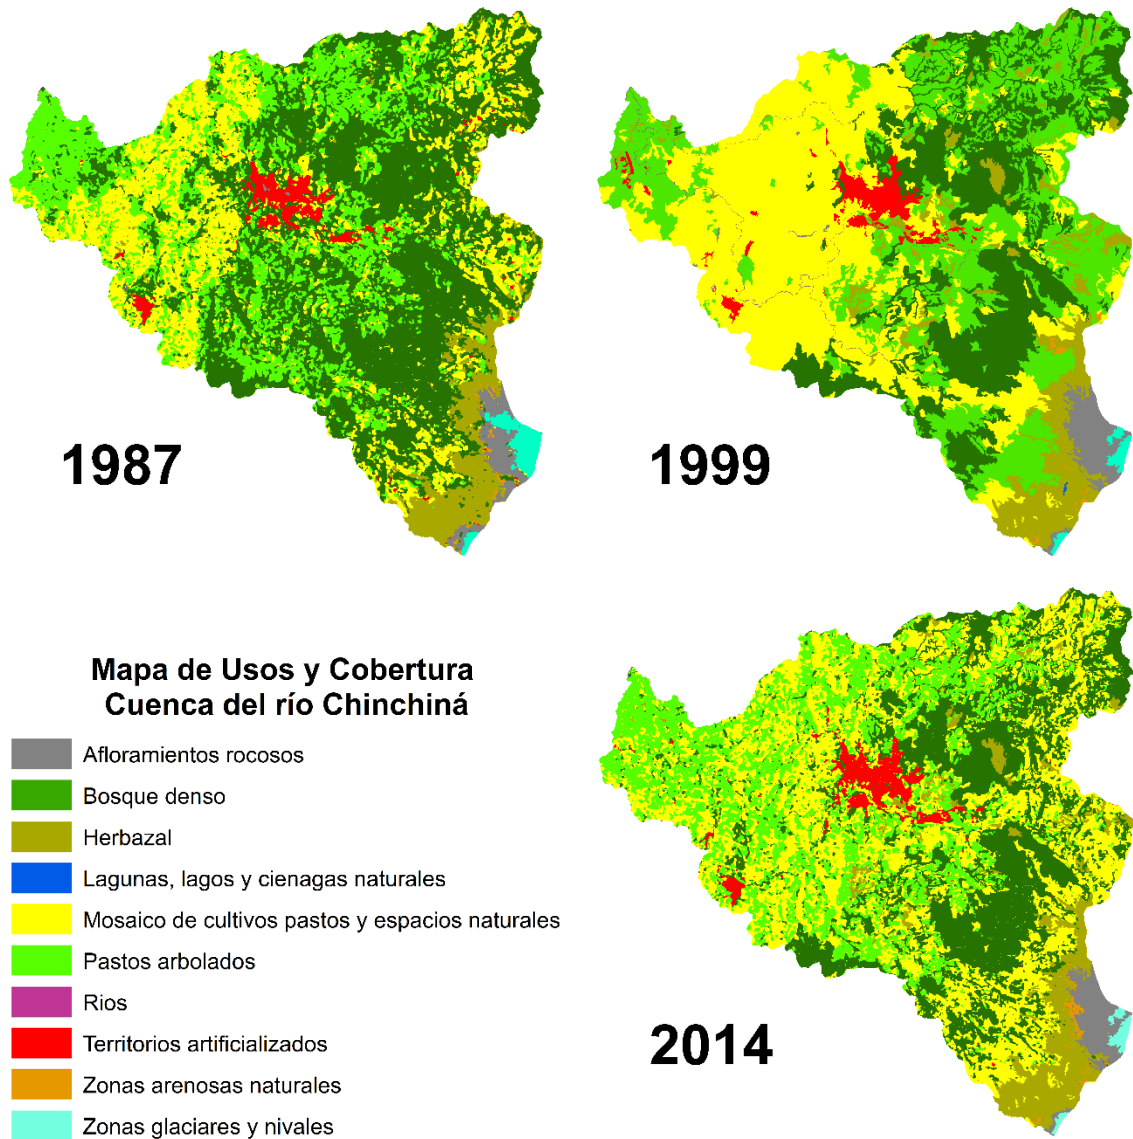 1987
1999
Mapa de Usos y Cobertura
Cuenca del río Chinchiná
Afloramientos rocosos
Bosque denso
Herbazal
Lagunas, lagos y cienagas naturales
Mosaico de cultivos pastos y espacios naturales
Pastos arbolados
Rios
Territorios artificializados
Zonas arenosas naturales
Zonas glaciares y nivales
2014